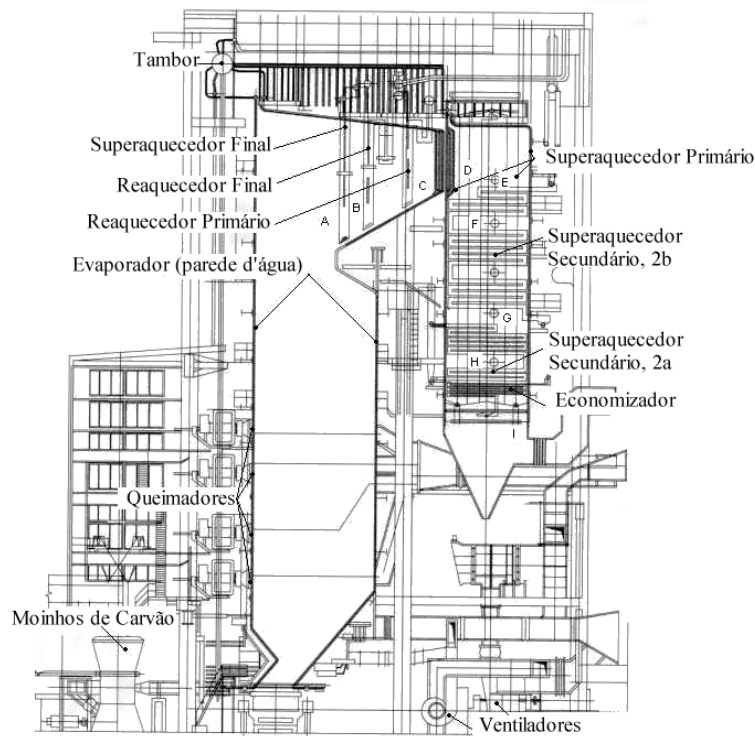 Tambor
Superaquecedor Final
Superaquecedor Primário
Reaquecedor Final
Reaquecedor Primário
A
B
C
D
E
F
Superaquecedor
Secundário, 2b
Evaporador (parede d'água)
G
Superaquecedor
Secundário, 2a
H
Economizador
I
Queimadores
Moinhos de Carvão
Ventiladores